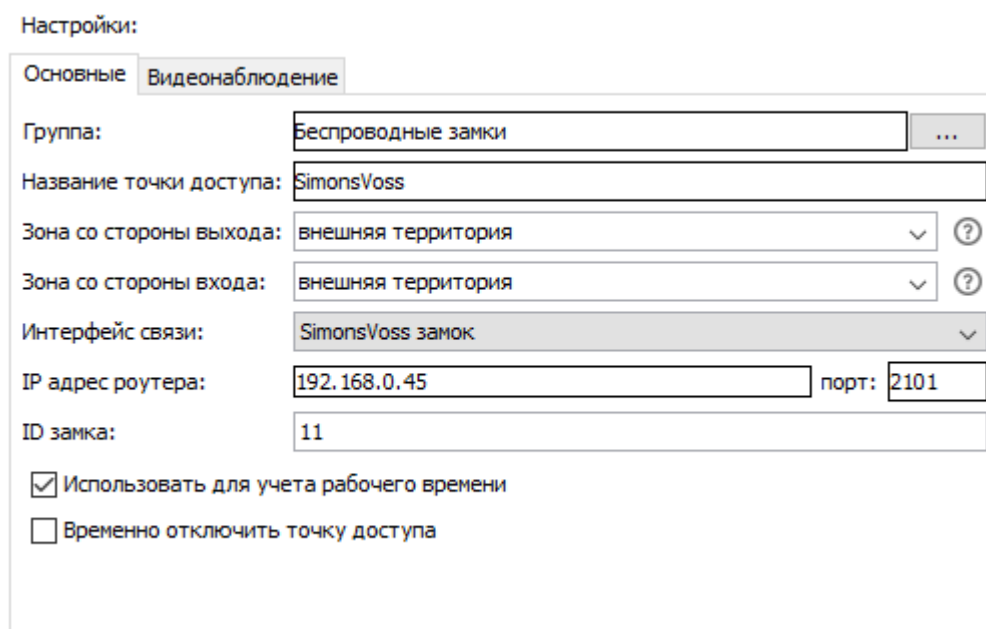 Настройки:
Основные Видеонаблюдение
Группа: Беспроводные замки ...
Название точки доступа: SimonsVoss
Зона со стороны выхода: внешняя территория ?
Зона со стороны входа: внешняя территория ?
Интерфейс связи: SimonsVoss замок
IP адрес роутера: 192.168.0.45 порт: 2101
ID замка: 11
Использовать для учета рабочего времени
Временно отключить точку доступа